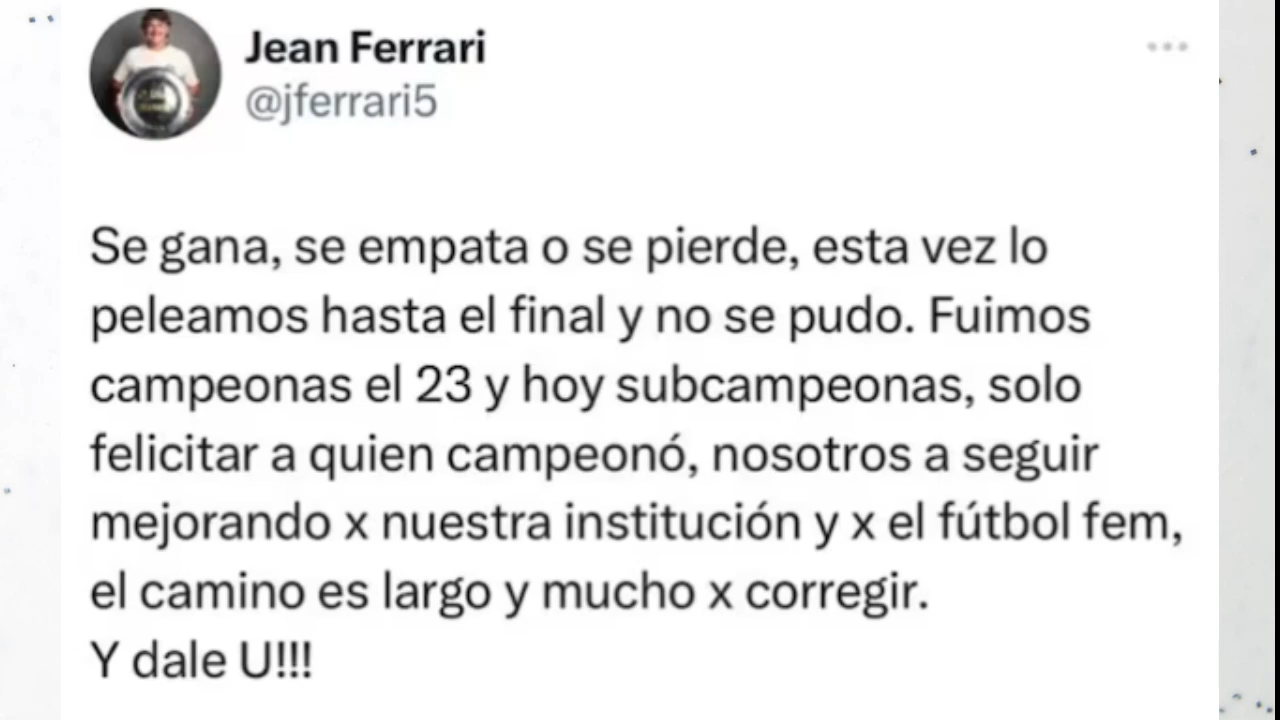 Jean Ferrari
@jferrari5
Se gana, se empata o se pierde, esta vez lo
peleamos hasta el final y no se pudo. Fuimos
campeonas el 23 y hoy subcampeonas, solo
felicitar a quien campeonó, nosotros a seguir
mejorando x nuestra institución y x el fútbol fem,
el camino es largo y mucho x corregir.
Y dale U!!!